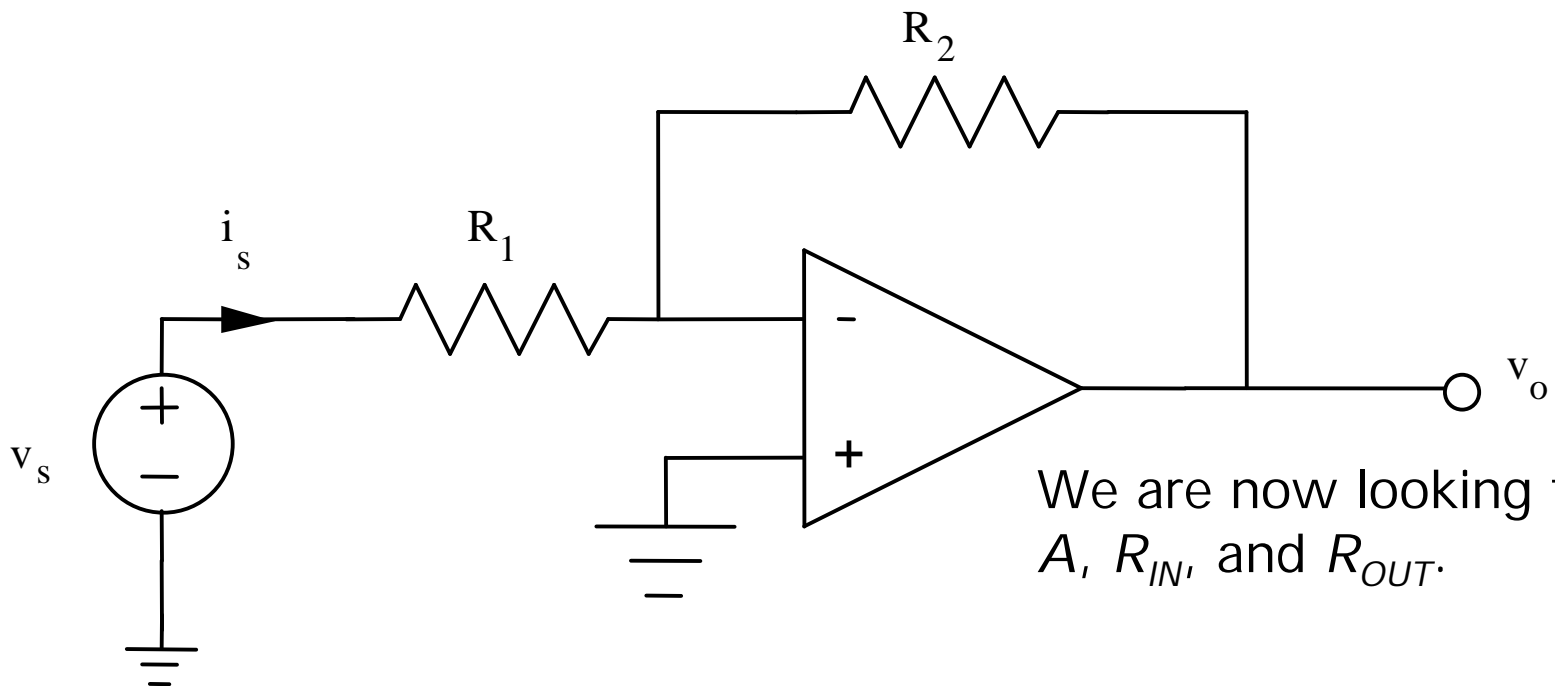 R2
is
R1
-
+
-
vs
+
vo
We are now looking
A, RIN, and ROUT.